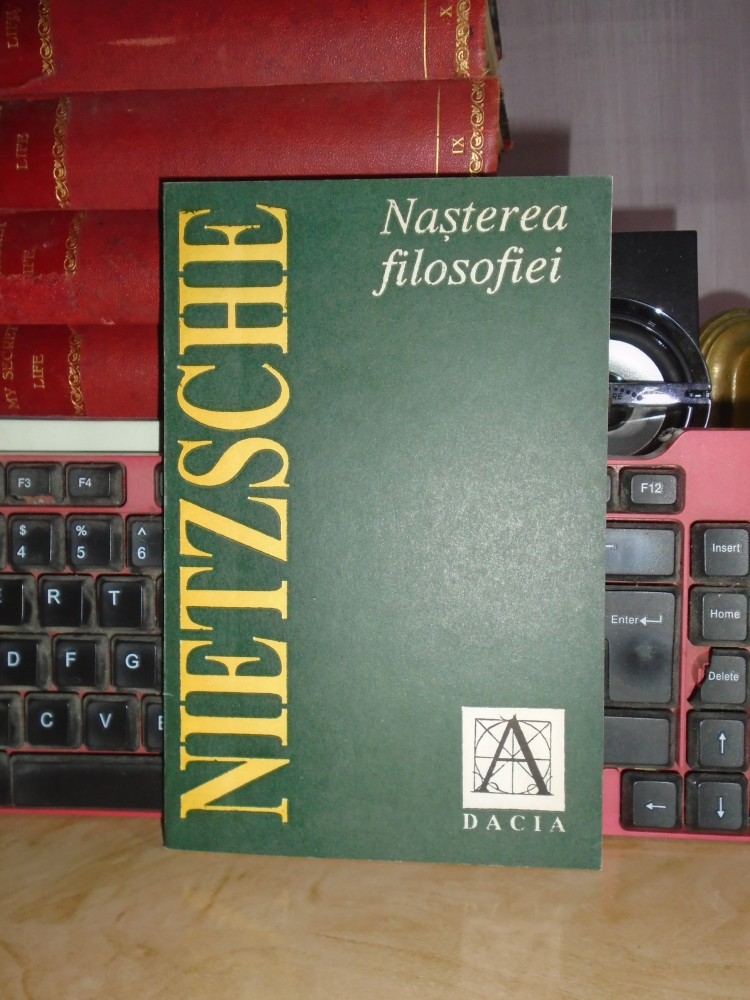 LIFE
X
LIFE
IX
LIFE
MY SECRET
LIFE
NIETZSCHE
Nașterea
filosofiei
A
DACIA
F3
F4
F12
$
4
%
5
^
6
Insert
R
T
Enter
Home
D
F
G
Delete
C
V